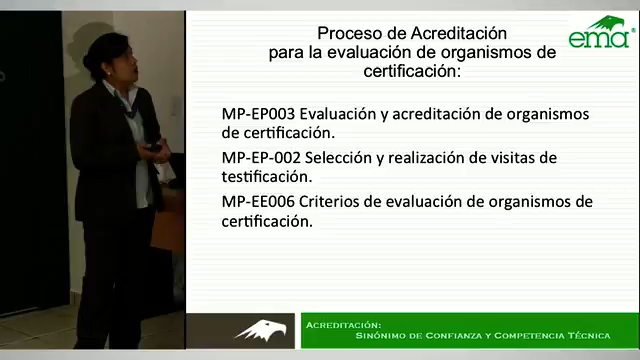 Proceso de Acreditación
para la evaluación de organismos de
certificación:
ema®
MP-EP003 Evaluación y acreditación de organismos
de certificación.
MP-EP-002 Selección y realización de visitas de
testificación.
MP-EE006 Criterios de evaluación de organismos de
certificación.
ACREDITACIÓN:
SINÓNIMO DE CONFIANZA Y COMPETENCIA TÉCNICA